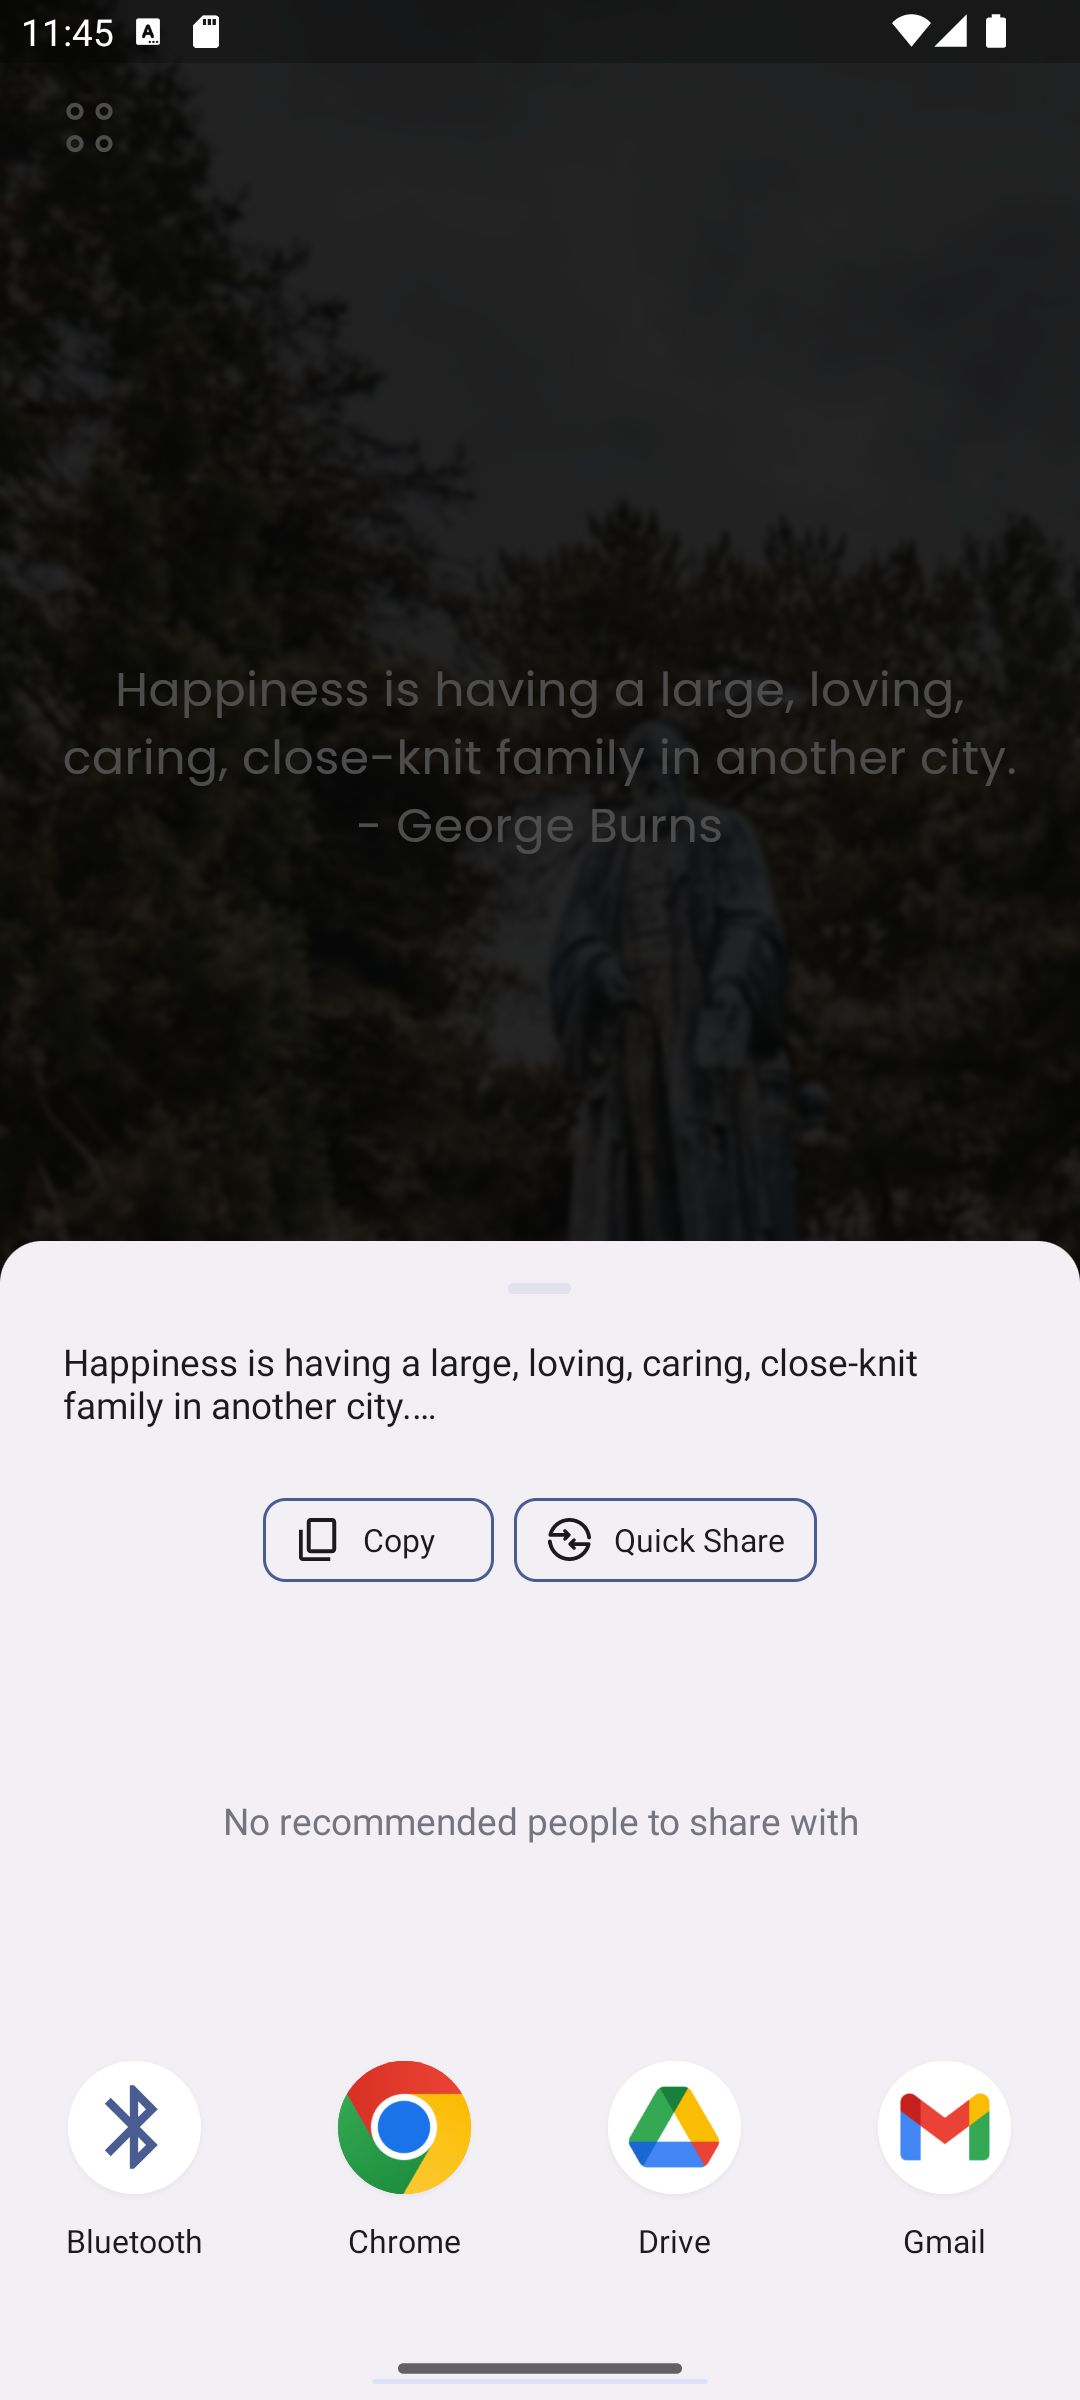 11:45
Happiness is having a large, loving,
caring, close-knit family in another city.
- George Burns
Happiness is having a large, loving, caring, close-knit
family in another city.…
Copy
Quick Share
No recommended people to share with
Bluetooth
Chrome
Drive
Gmail